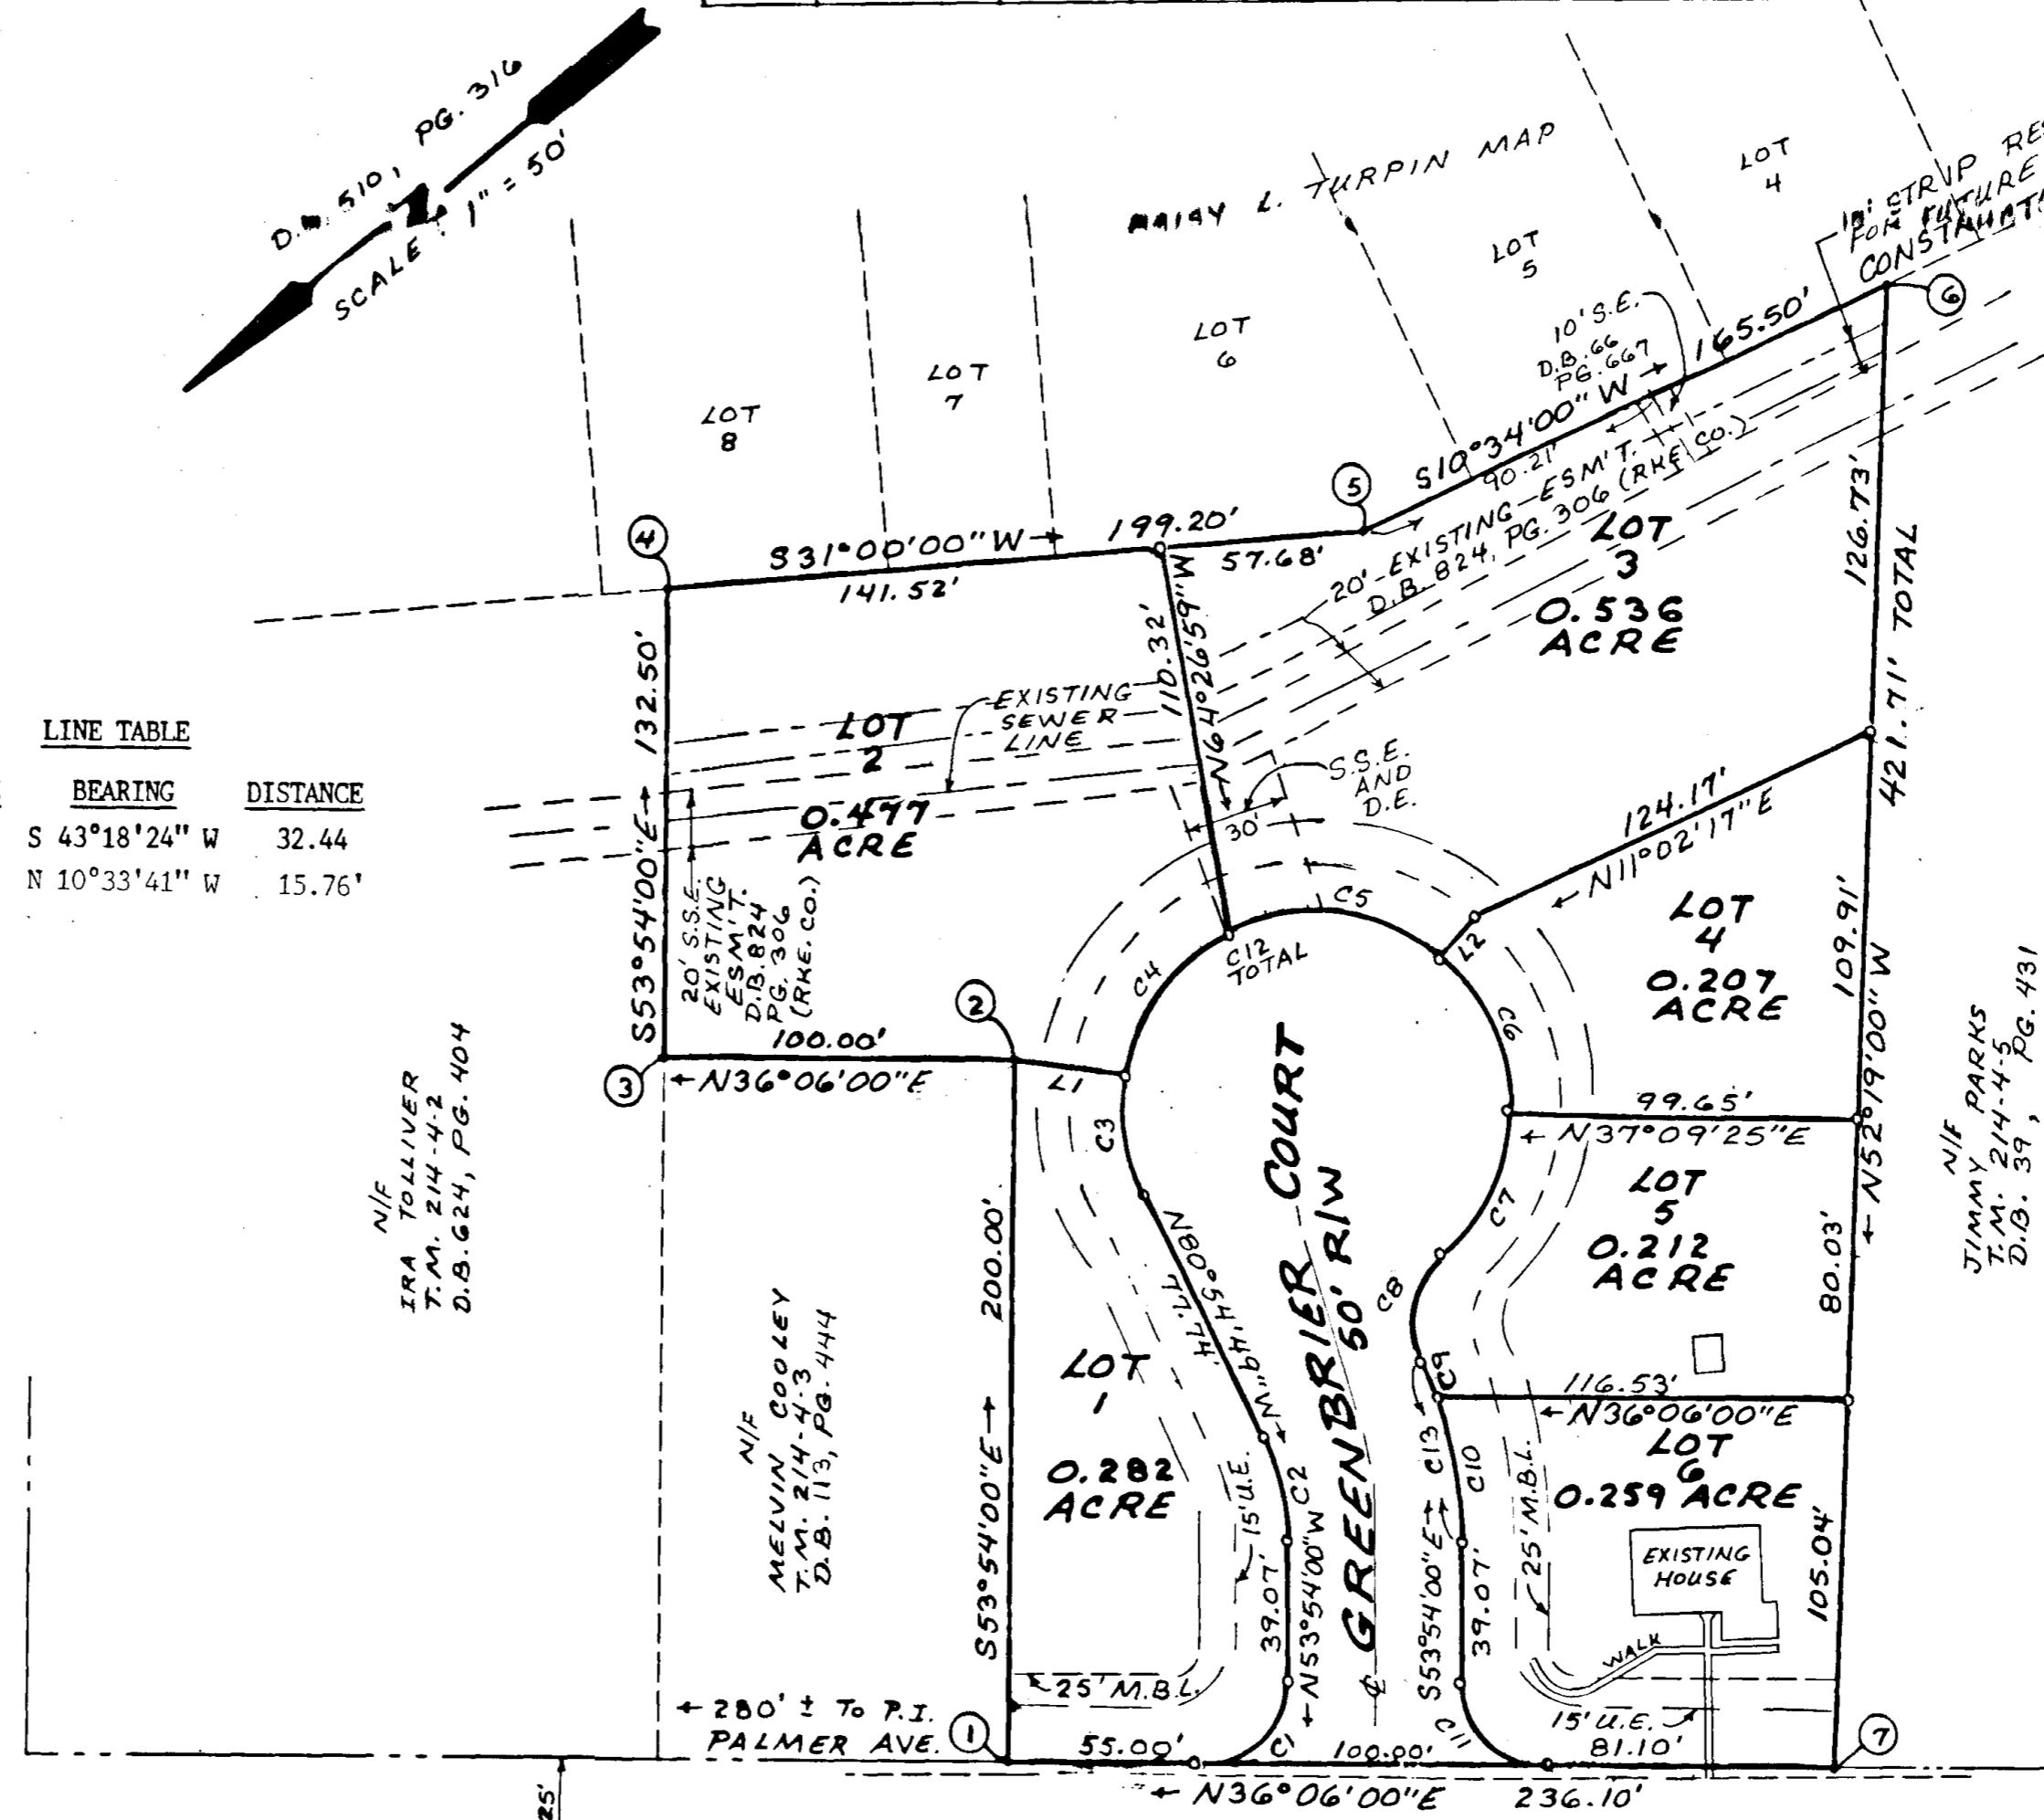 D.B. 510, PG. 316
N
SCALE : 1" = 50'
L. TURPIN MAP
LOT
4
LOT
5
LOT
6
LOT
7
LOT
8
10' STRIP RES
FOR FUTURE
6
165.50'
10' S.E.
D.B. 66
PG. 667
S10°34'00" W →
90.21'
20' EXISTING ESM'T.
D.B. 824, PG. 306 (RKE. CO.)
5
4
199.20'
S31°00'00" W →
57.68'
141.52'
LOT
3
0.536
ACRE
126.73'
421.71' TOTAL
110.32'
N64°26'59"W
S53°54'00"E → 132.50'
EXISTING
SEWER
LINE
LOT
2
0.477
ACRE
LINE TABLE
BEARING DISTANCE
S 43°18'24" W 32.44
N 10°33'41" W 15.76'
20' S.S.E.
EXISTING
ESM'T.
D.B. 824
PG. 306
(RKE. CO.)
S.S.E.
AND
D.E.
30'
124.17'
← N11°02'17" E
C5
C4
C12
TOTAL
L2
LOT
4
0.207
ACRE
109.91'
← N52°19'00" W
C6
2
100.00'
← N36°06'00"E
3
L1
C3
99.65'
← N37°09'25"E
N/F
IRA TOLLIVER
T.M. 214-4-2
D.B. 624, PG. 404
N/F
JIMMY PARKS
T.M. 214-4-5
D.B. 39, PG. 431
LOT
5
0.212
ACRE
C7
C8
C9
80.03'
N80°45'49"W
77.74'
GREENBRIER COURT
50' R/W
200.00'
S53°54'00"E →
N/F
MELVIN COOLEY
T.M. 214-4-3
D.B. 113, PG. 444
LOT
1
0.282
ACRE
116.53'
← N36°06'00"E
LOT
6
0.259 ACRE
C13
C10
C2
15' U.E.
25' M.B.L.
39.07'
← N53°54'00"W
S53°54'00"E →
39.07'
EXISTING
HOUSE
WALK
105.04'
25' M.B.L.
15' U.E.
← 280' ± TO P.I.
PALMER AVE.
1
55.00'
C1
100.00'
C11
81.10'
7
← N36°06'00"E 236.10'
25'